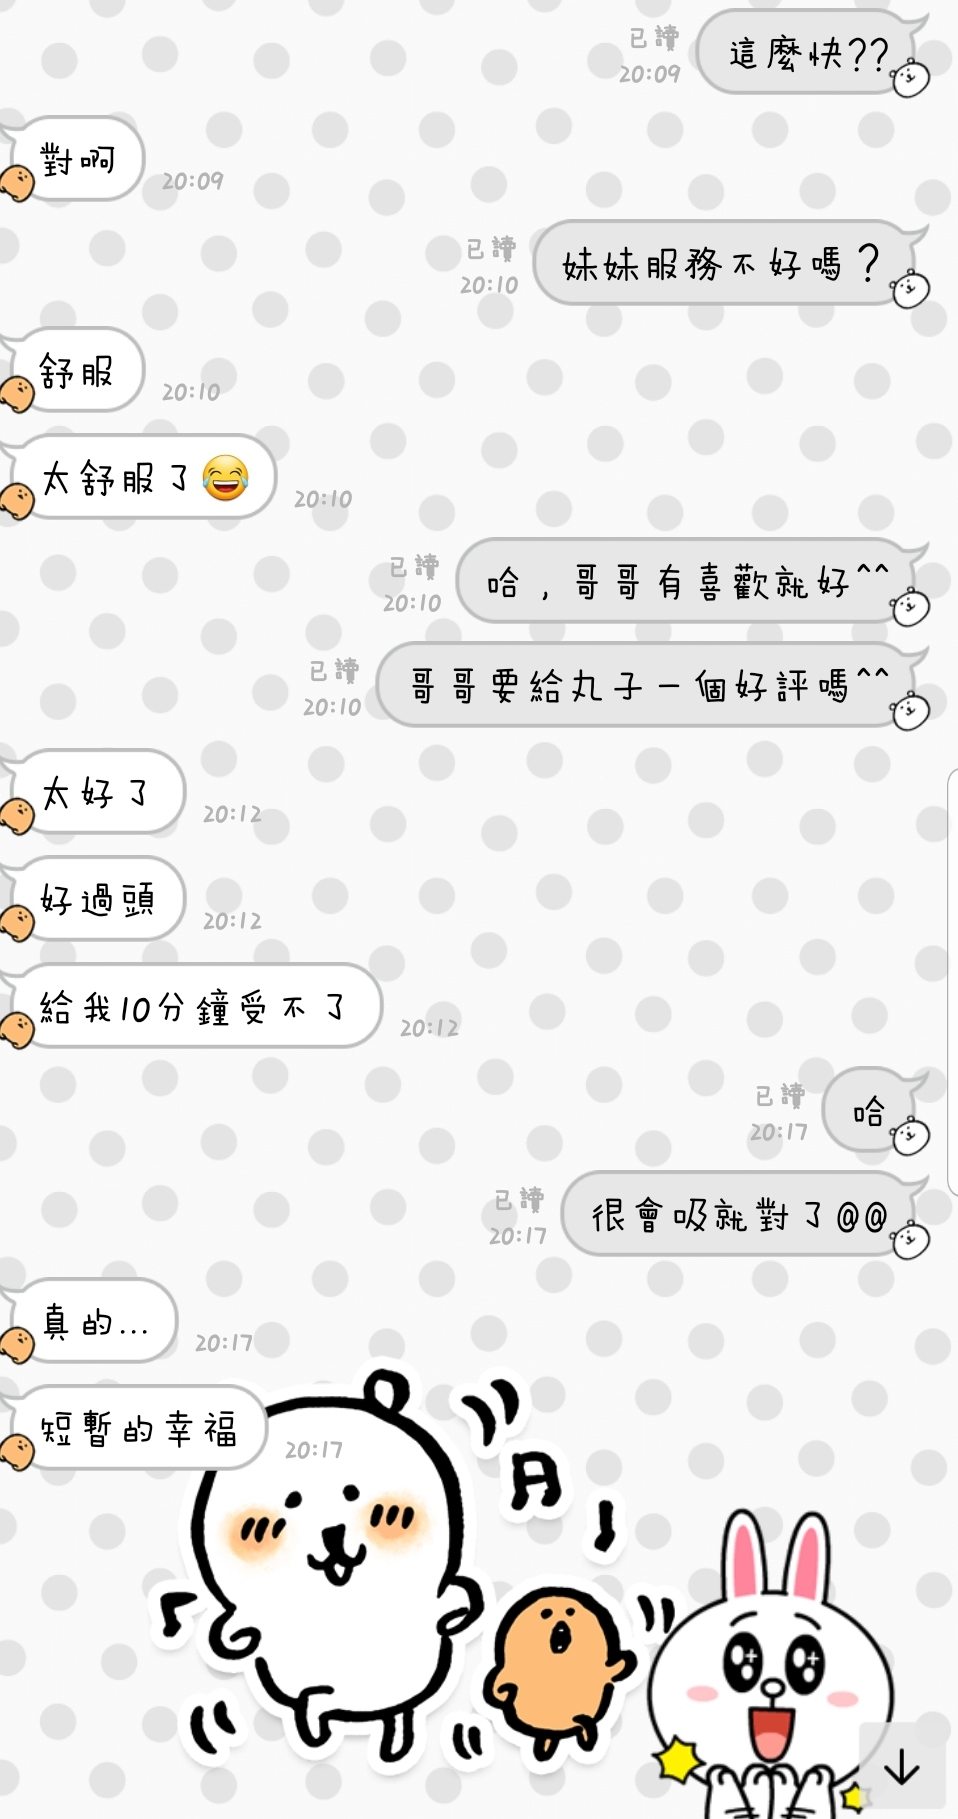 這麼快??
已讀
20:09
對啊
20:09
妹妹服務不好嗎？
已讀
20:10
舒服
20:10
太舒服了😂
20:10
哈，哥哥有喜歡就好^^
已讀
20:10
哥哥要給丸子一個好評嗎^^
已讀
20:10
太好了
20:12
好過頭
20:12
給我10分鐘受不了
20:12
哈
已讀
20:17
很會吸就對了@@
已讀
20:17
真的...
20:17
短暫的幸福
20:17